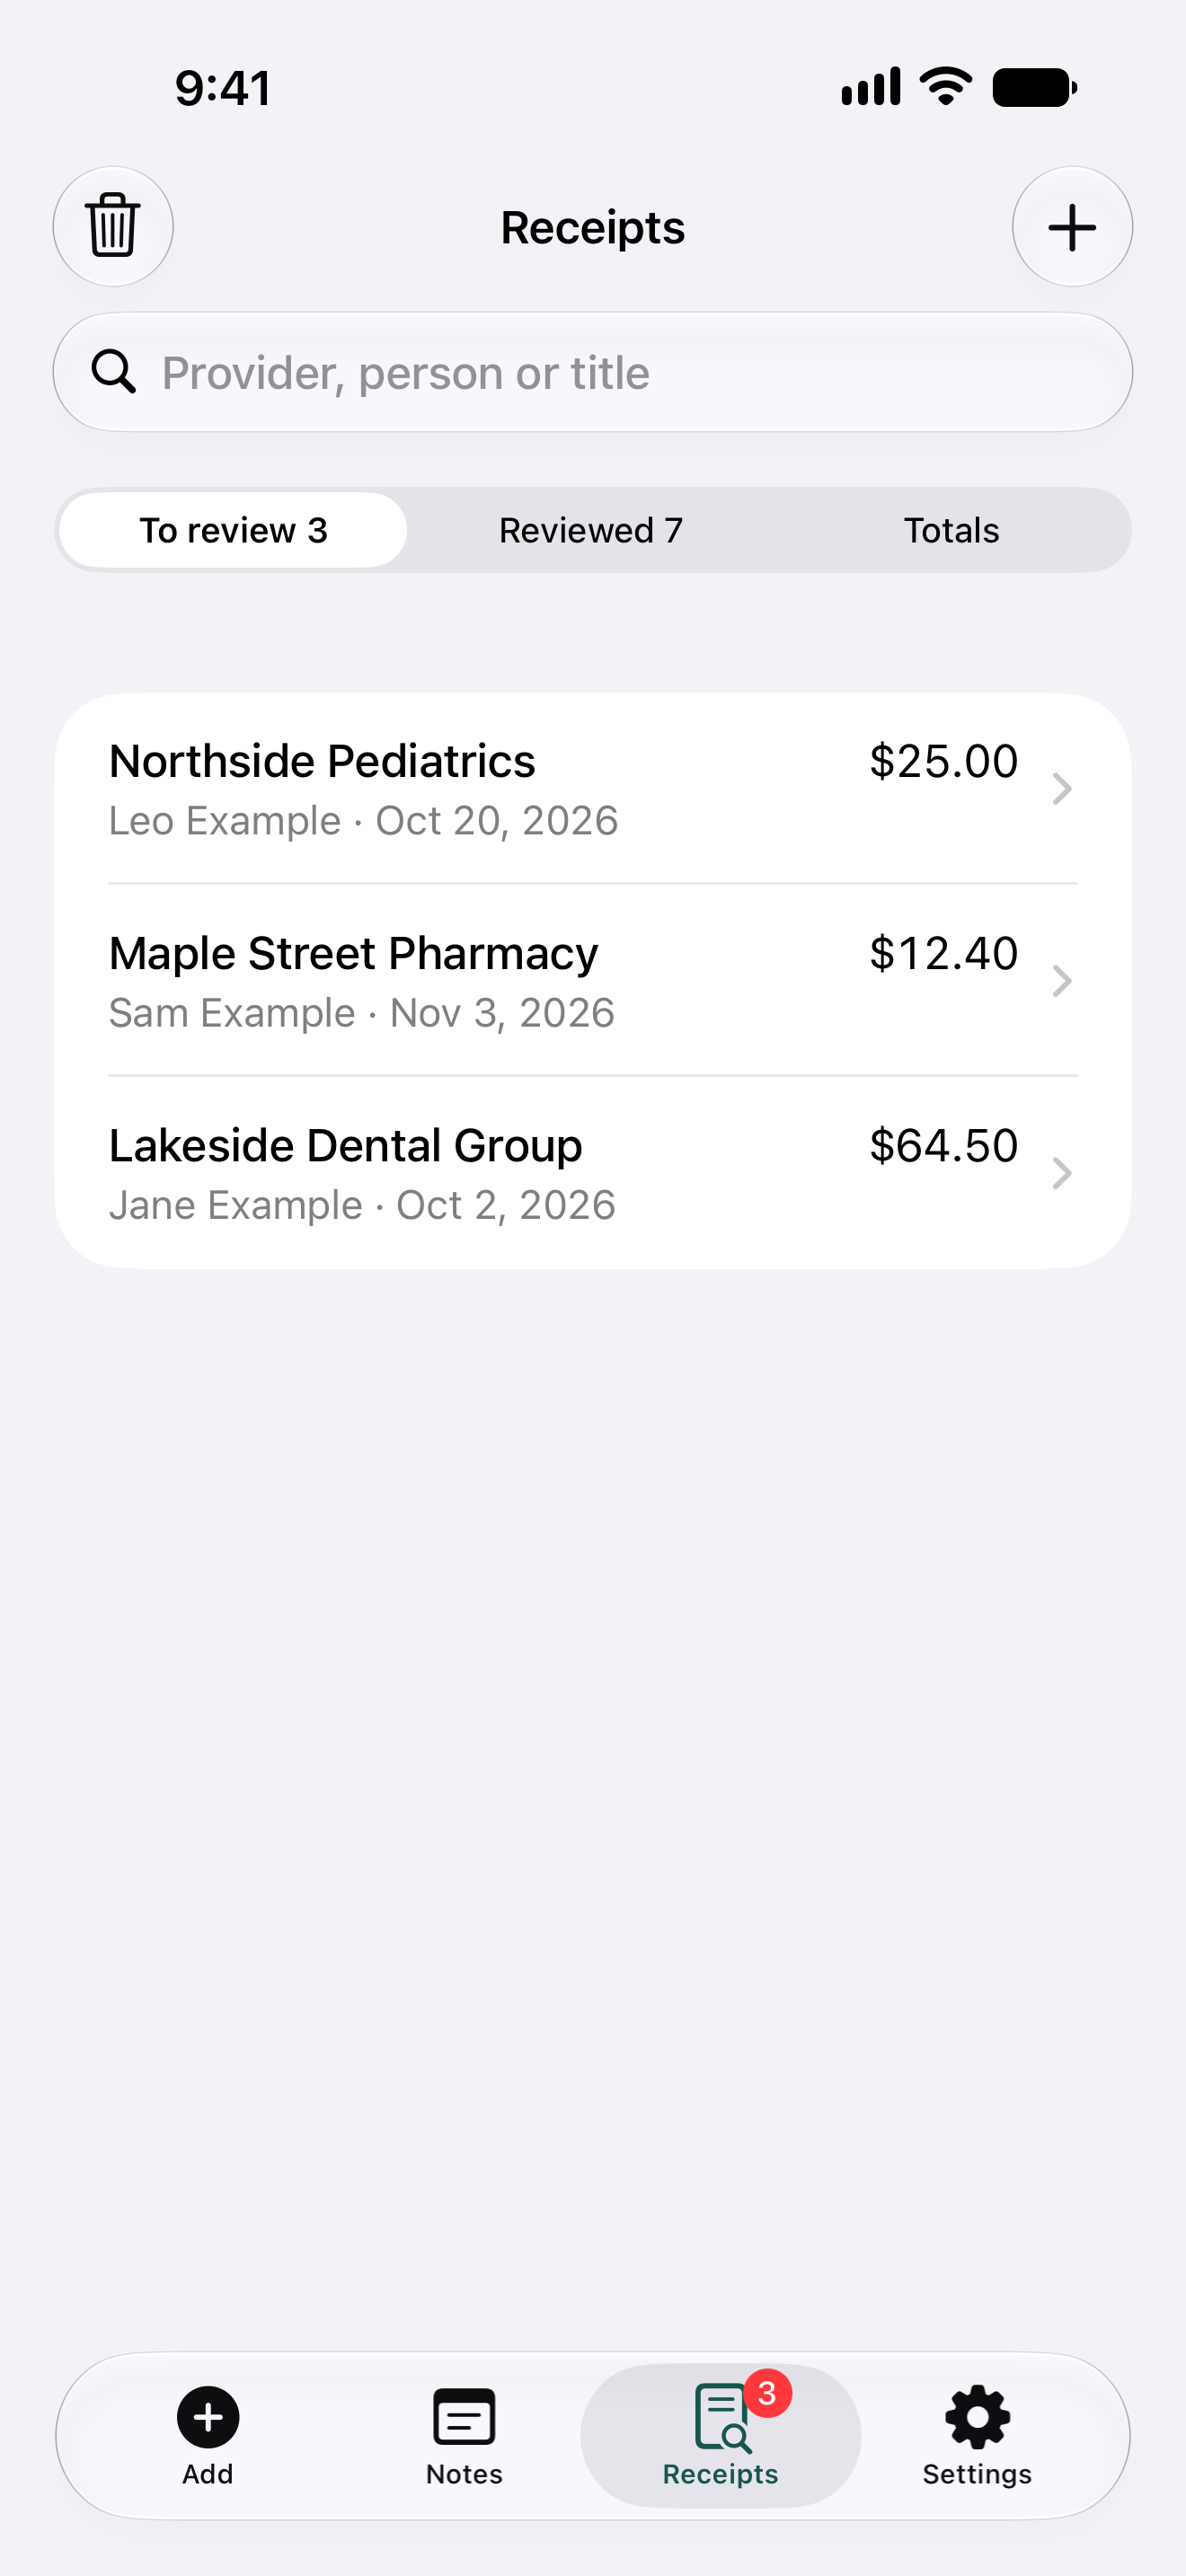 9:41
Receipts
Provider, person or title
To review 3
Reviewed 7
Totals
Northside Pediatrics
$25.00
Leo Example · Oct 20, 2026
Maple Street Pharmacy
$12.40
Sam Example · Nov 3, 2026
Lakeside Dental Group
$64.50
Jane Example · Oct 2, 2026
3
Add
Notes
Receipts
Settings